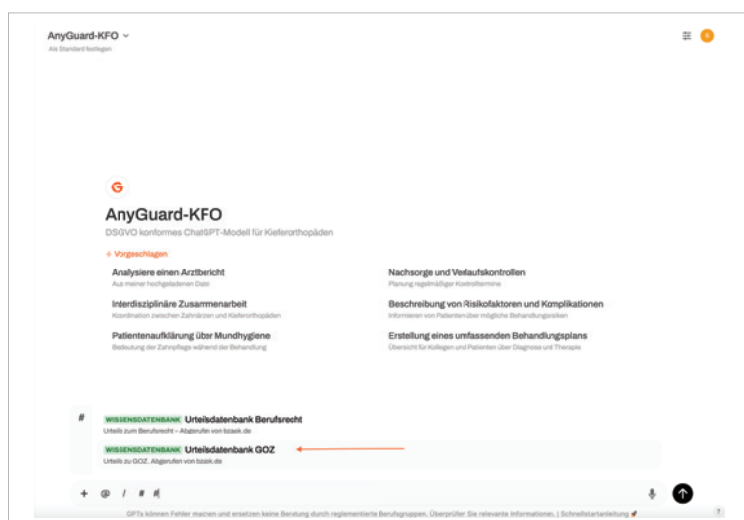 AnyGuard-KFO
Als Standard festlegen
G
AnyGuard-KFO
DSGVO konformes ChatGPT-Modell für Kieferorthopäden
Vorgeschlagen
Analysiere einen Arztbericht
Aus meiner hochgeladenen Datei
Nachsorge und Verlaufskontrollen
Planung regelmäßiger Kontrolltermine
Interdisziplinäre Zusammenarbeit
Koordination zwischen Zahnärzten und Kieferorthopäden
Beschreibung von Risikofaktoren und Komplikationen
Informieren von Patienten über mögliche Behandlungsrisiken
Patientenaufklärung über Mundhygiene
Bedeutung der Zahnpflege während der Behandlung
Erstellung eines umfassenden Behandlungsplans
Übersicht für Kollegen und Patienten über Diagnose und Therapie
# WISSENSDATENBANK Urteilsdatenbank Berufsrecht
Urteile zum Berufsrecht – Abgerufen von bzaek.de
WISSENSDATENBANK Urteilsdatenbank GOZ
Urteile zu GOZ. Abgerufen von bzaek.de
+ @ / # #
GPTs können Fehler machen und ersetzen keine Beratung durch reglementierte Berufsgruppen. Überprüfen Sie relevante Informationen. | Schnellstartanleitung 🚀
?